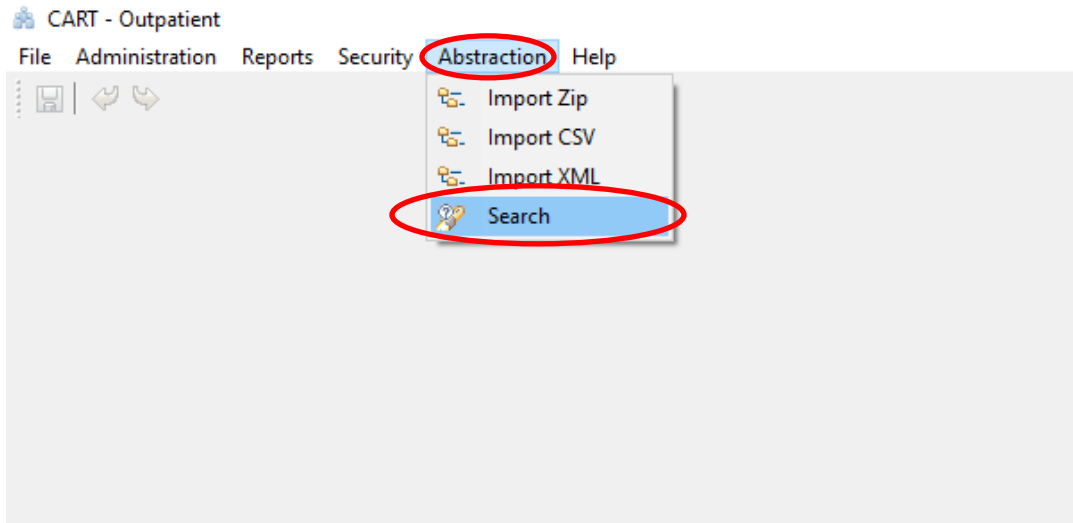 CART - Outpatient
File Administration Reports Security Abstraction Help
Import Zip
Import CSV
Import XML
Search